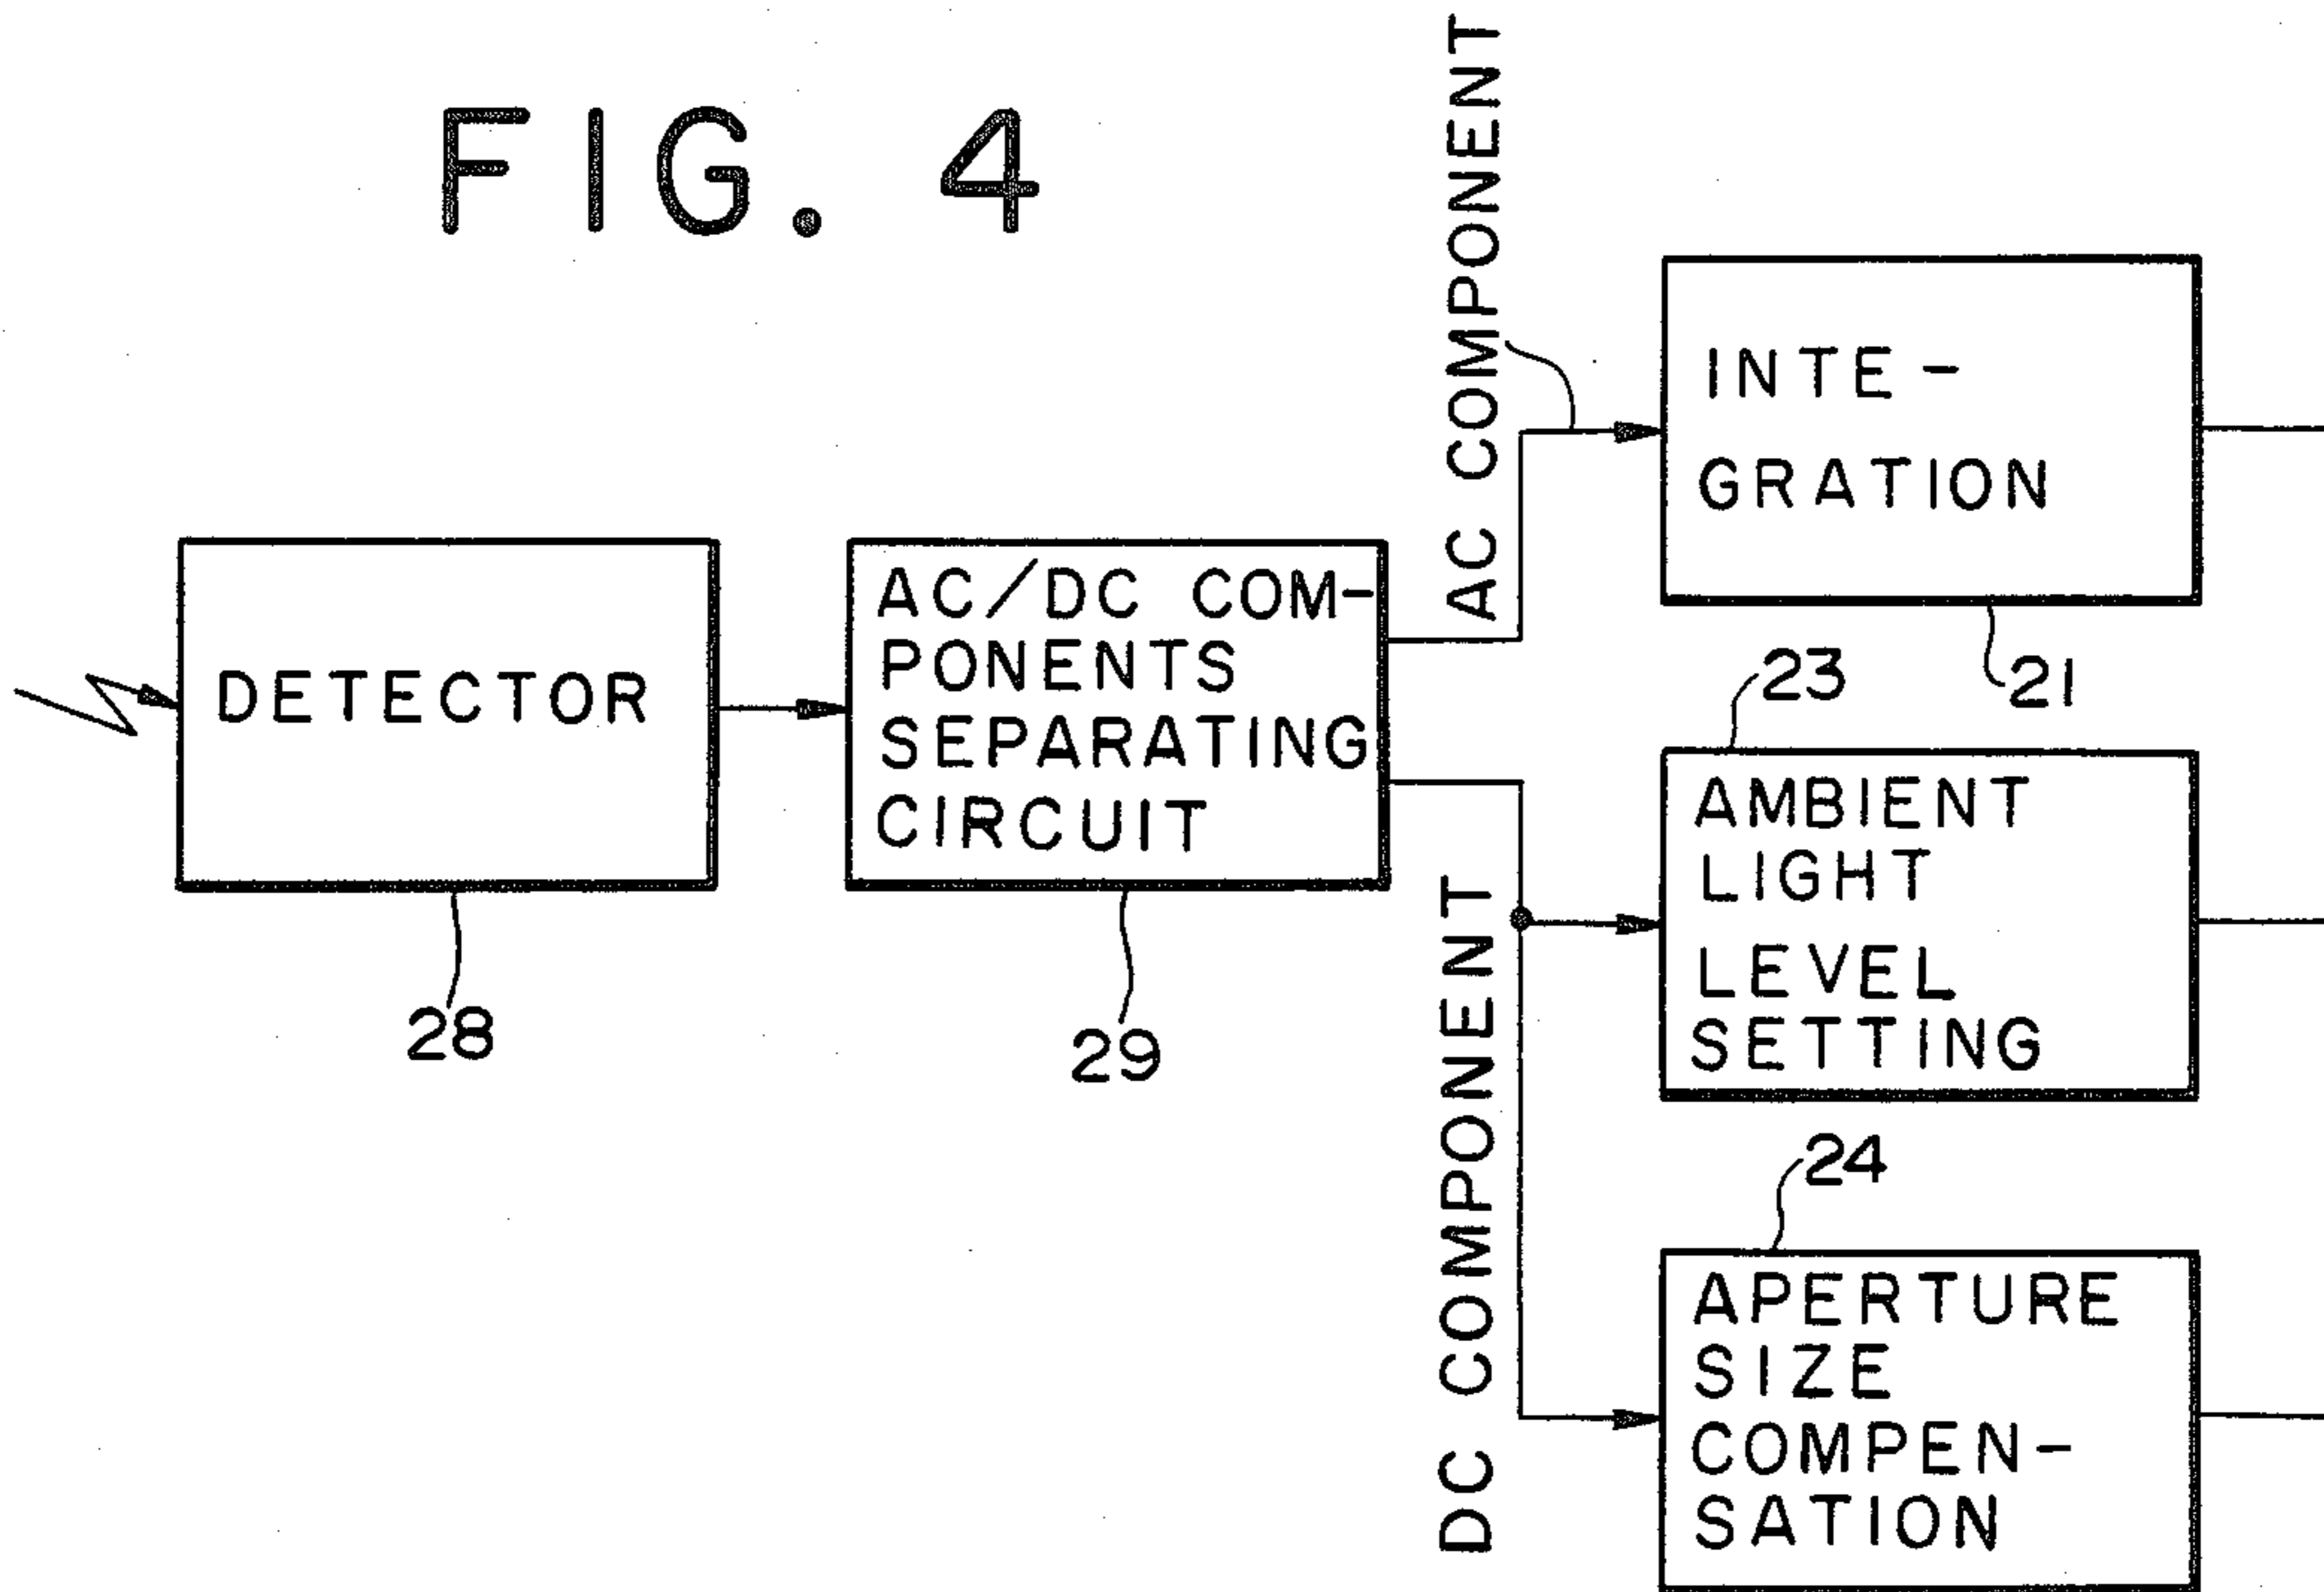 FIG. 4
AC COMPONENT
INTE-
GRATION
21
DETECTOR
28
AC/DC COM-
PONENTS
SEPARATING
CIRCUIT
29
23
AMBIENT
LIGHT
LEVEL
SETTING
DC COMPONENT
24
APERTURE
SIZE
COMPEN-
SATION